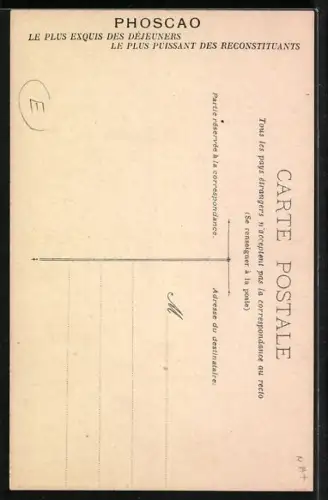 PHOSCAO
LE PLUS EXQUIS DES DÉJEUNERS
LE PLUS PUISSANT DES RECONSTITUANTS
E
CARTE POSTALE
Tous les pays étrangers n'acceptent pas la correspondance au recto
(Se renseigner à la poste)
Partie réservée à la correspondance.
Adresse du destinataire.
M